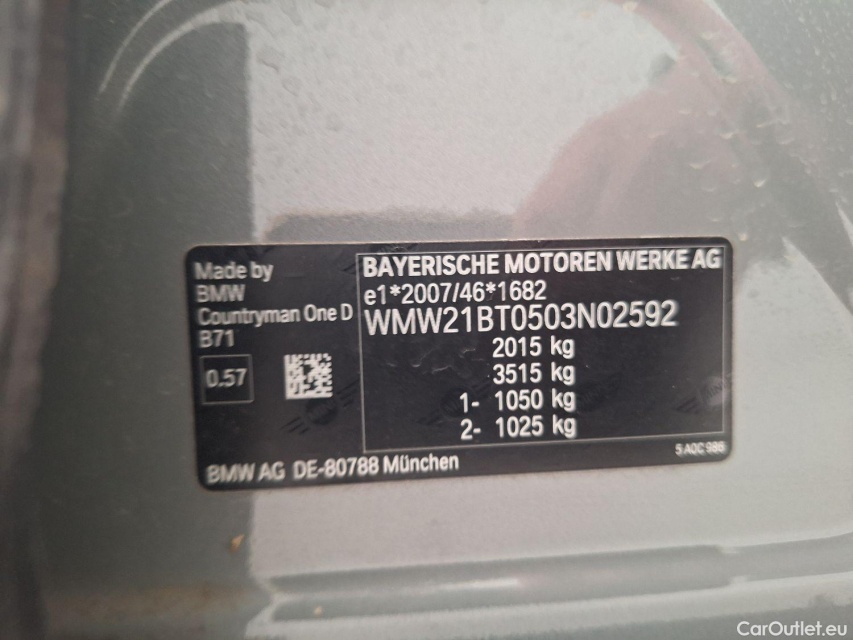 Made by
BMW
Countryman One D
B71
0.57
BAYERISCHE MOTOREN WERKE AG
e1*2007/46*1682
WMW21BT0503N02592
2015 kg
3515 kg
1- 1050 kg
2- 1025 kg
5 A0C 986
BMW AG DE-80788 München
CarOutlet.eu